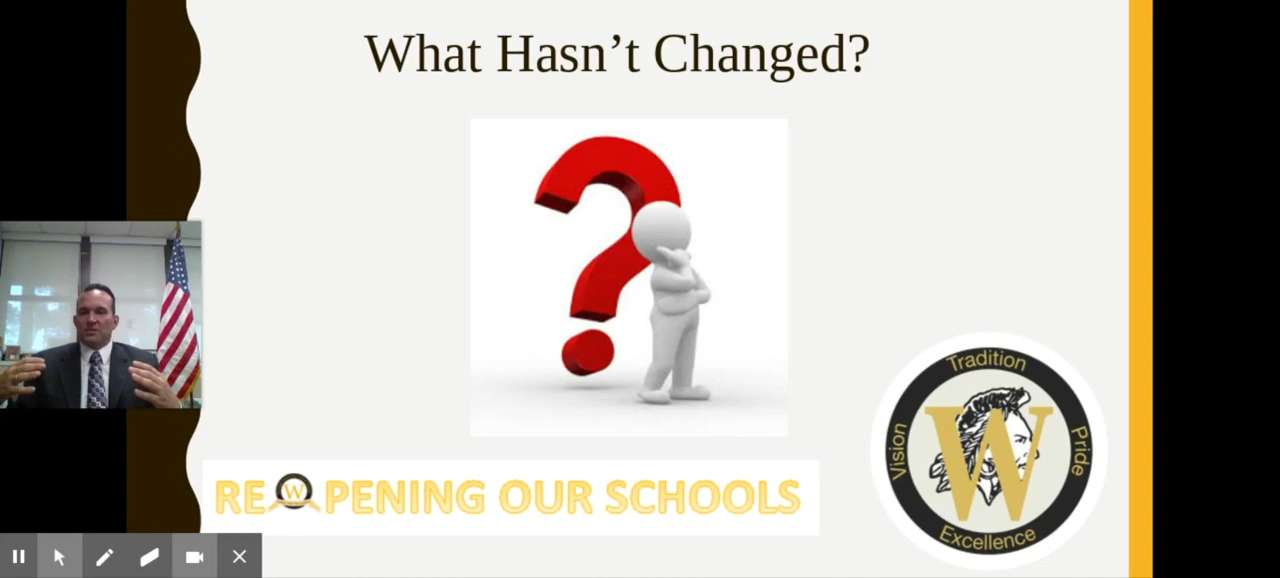 What Hasn’t Changed?
REOPENING OUR SCHOOLS
W
Tradition
Vision
W
Pride
Excellence